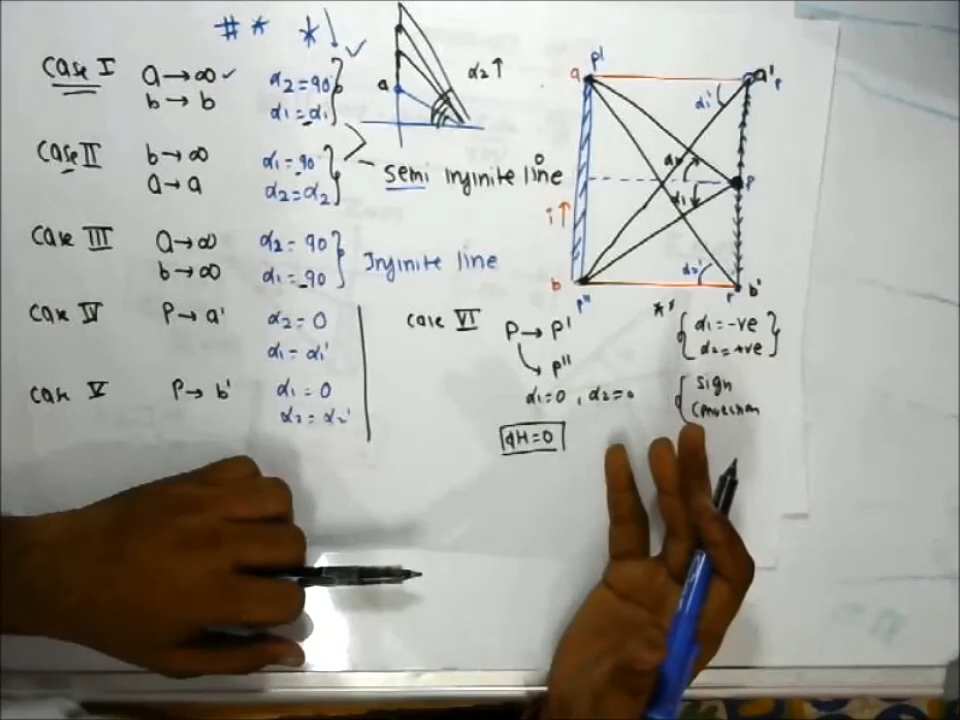 # * *!
Case I a → ∞ ✓ α2 = 90
b → b α1 = α1
Case II b → ∞ α1 = 90
a → a α2 = α2
Semi Infinite line
Case III a → ∞ α2 = 90
b → ∞ α1 = 90
Infinite line
Case IV P → a' α2 = 0
α1 = α1'
Case V P → b' α1 = 0
α2 = α2'
a α2↑
Case VI P → P'
→ P''
α1 = 0 , α2 = 0
dH = 0
a P' a' P
α1'
α2
P
α1
i ↑
α2'
b P'' P b'
**
α1 = -ve
α2 = +ve
Sign
Convention